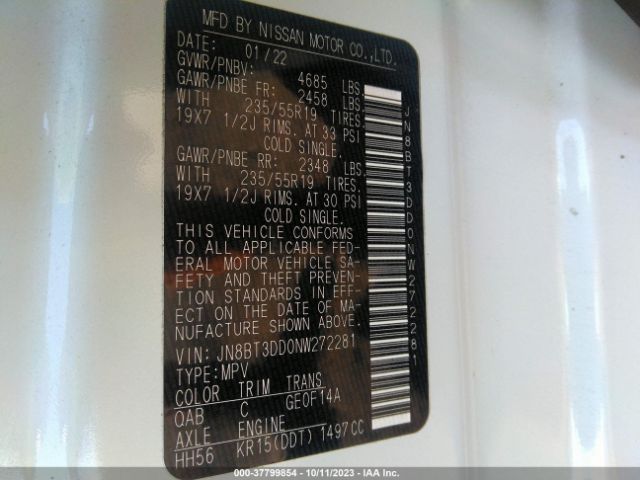 MFD BY NISSAN MOTOR CO.,LTD.
DATE: 01/22
GVWR/PNBV: 4685 LBS.
GAWR/PNBE FR: 2458 LBS.
WITH 235/55R19 TIRES.
19X7 1/2J RIMS. AT 33 PSI
COLD SINGLE.
GAWR/PNBE RR: 2348 LBS.
WITH 235/55R19 TIRES.
19X7 1/2J RIMS. AT 30 PSI
COLD SINGLE.
THIS VEHICLE CONFORMS
TO ALL APPLICABLE FED-
ERAL MOTOR VEHICLE SA-
FETY AND THEFT PREVEN-
TION STANDARDS IN EFF-
ECT ON THE DATE OF MA-
NUFACTURE SHOWN ABOVE.
VIN: JN8BT3DD0NW272281
TYPE: MPV
COLOR TRIM TRANS
QAB C GE0F14A
AXLE ENGINE
HH56 KR15(DDT) 1497CC
JN8BT3DD0NW272281
000-37799854 - 10/11/2023 - IAA Inc.